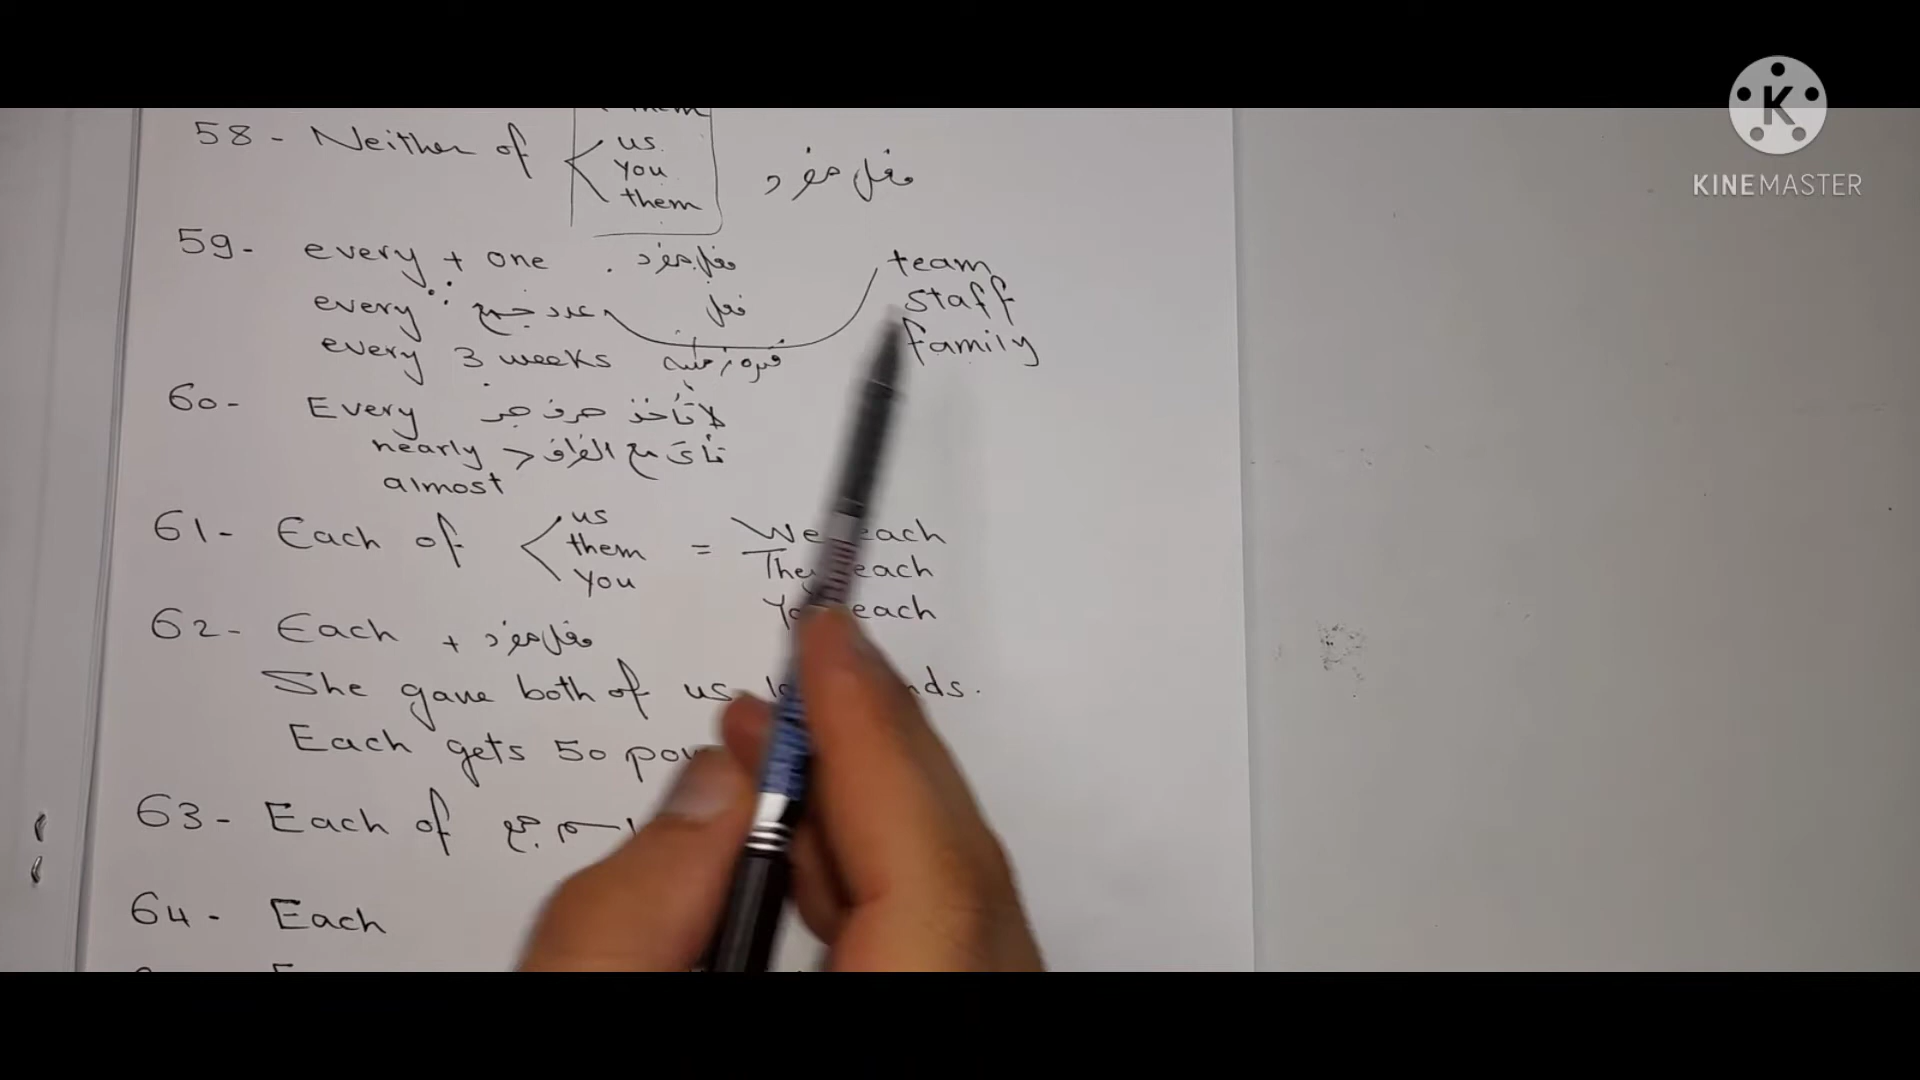 KINEMASTER
58 - Neither of
us
you
them
فعل مفرد
59 - every + one . فعل مفرد
team
staff
family
every عدد جمع فعل
every 3 weeks فترة زمنية
60 - Every لا تأخذ حرف جر
nearly
almost
تأتى مع
61 - Each of
us
them
you
= We each
They each
You each
62 - Each + فعل مفرد
She gave both of us
Each gets 50
63 - Each of اسم جمع
64 - Each